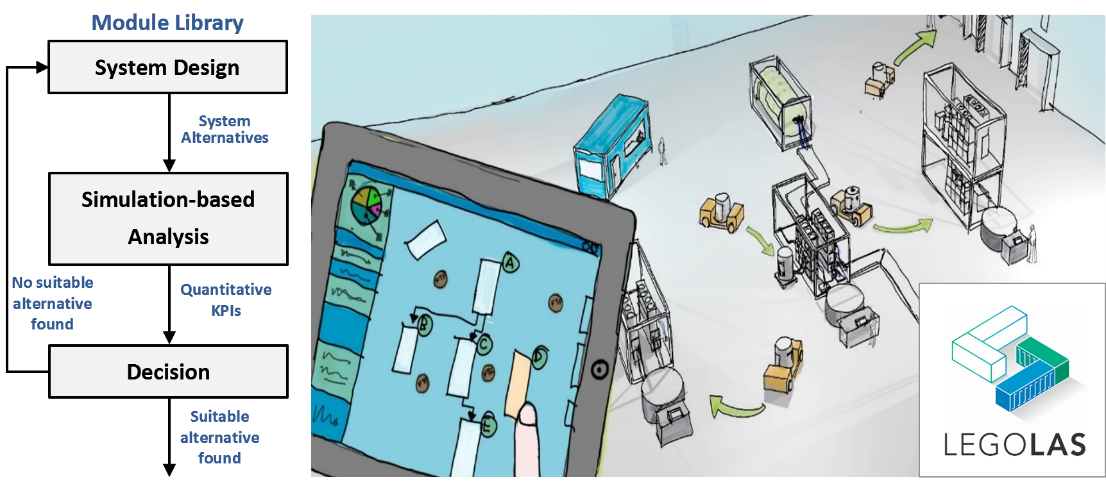 Module Library
System Design
System
Alternatives
Simulation-based
Analysis
No suitable
alternative
found
Quantitative
KPIs
Decision
Suitable
alternative
found
A
B
C
D
E
LEGOLAS